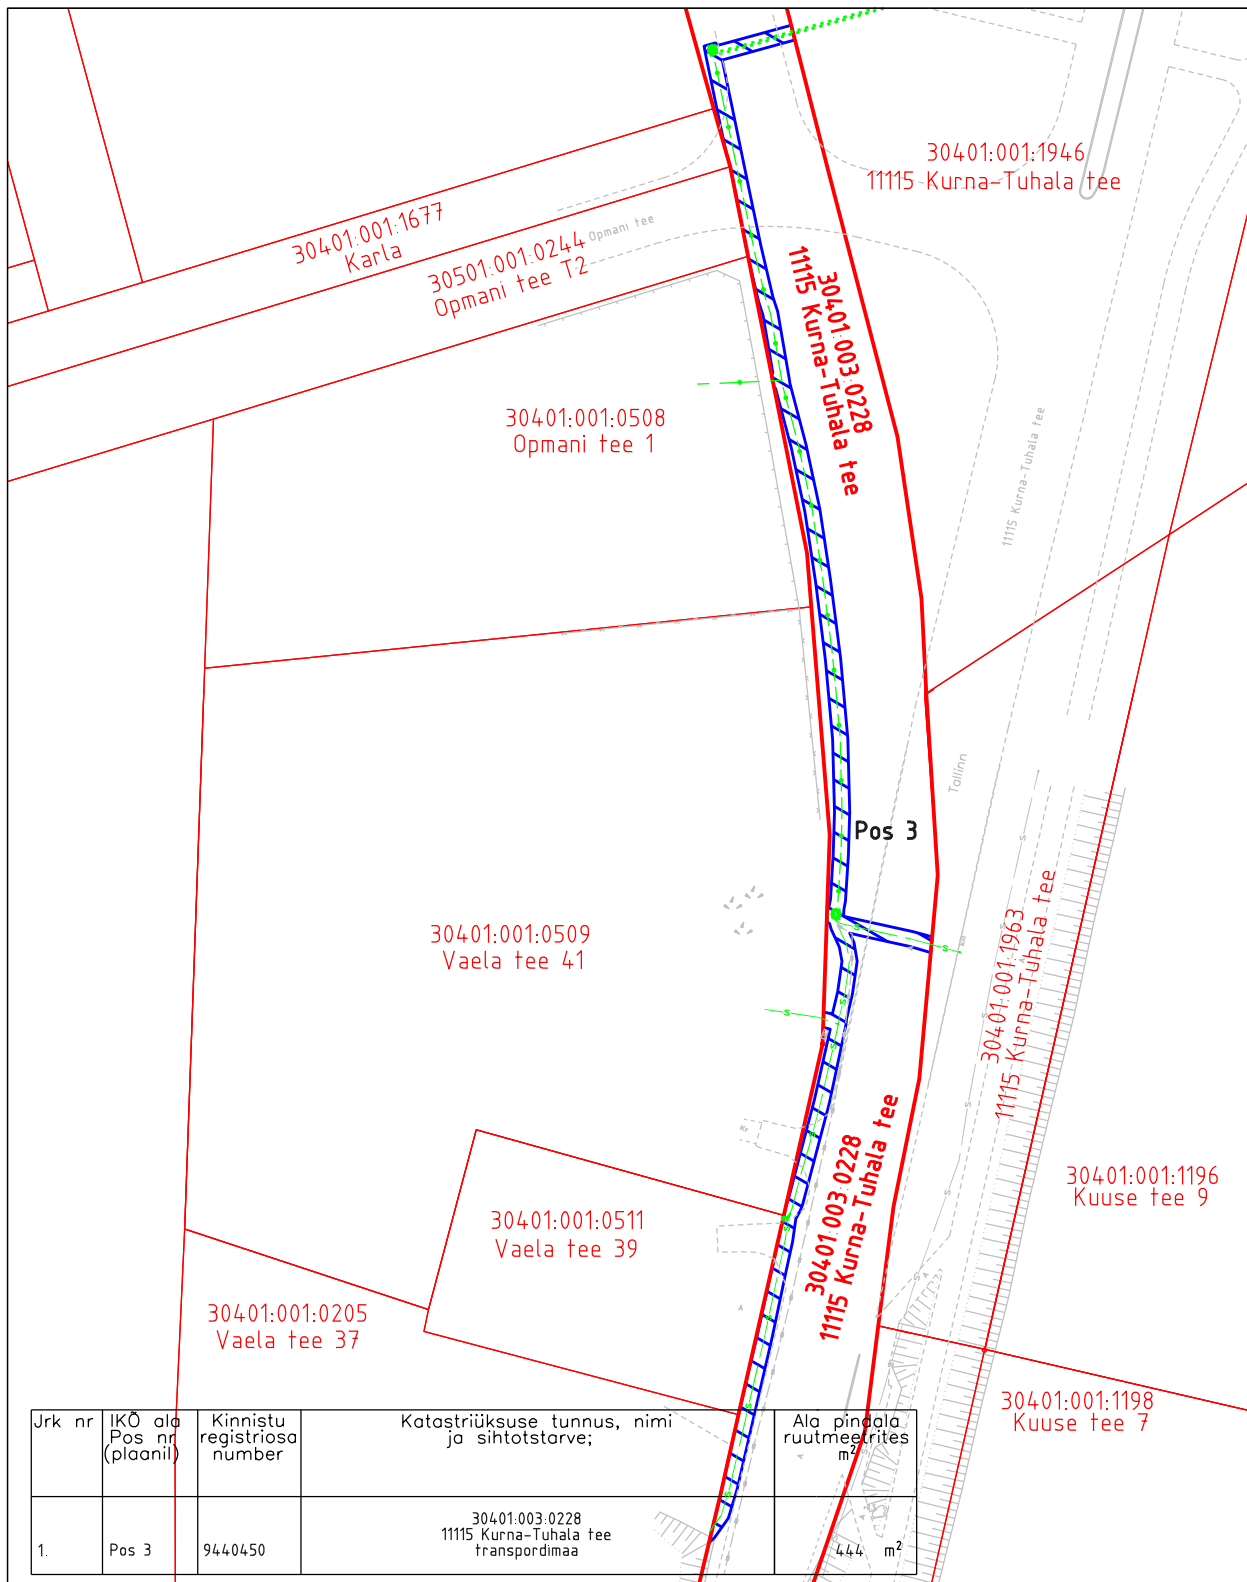 30401:001:1946
11115 Kurna-Tuhala tee
30401:001:1677
Karla
30501:001:0244
Opmani tee T2
Opmani tee
30401:003:0228
11115 Kurna-Tuhala tee
30401:001:0508
Opmani tee 1
11115 Kurna-Tuhala tee
Tallinn
Pos 3
30401:001:0509
Vaela tee 41
30401:001:1963
11115 Kurna-Tuhala tee
Kr
30401:003:0228
11115 Kurna-Tuhala tee
30401:001:1196
Kuuse tee 9
30401:001:0511
Vaela tee 39
30401:001:0205
Vaela tee 37
30401:001:1198
Kuuse tee 7
Jrk nr
IKÕ ala
Pos nr
(plaanil)
Kinnistu
registriosa
number
Katastriüksuse tunnus, nimi
ja sihtotstarve;
Ala pindala
ruutmeetrites
m²
1.
Pos 3
9440450
30401:003:0228
11115 Kurna-Tuhala tee
transpordimaa
444 m²